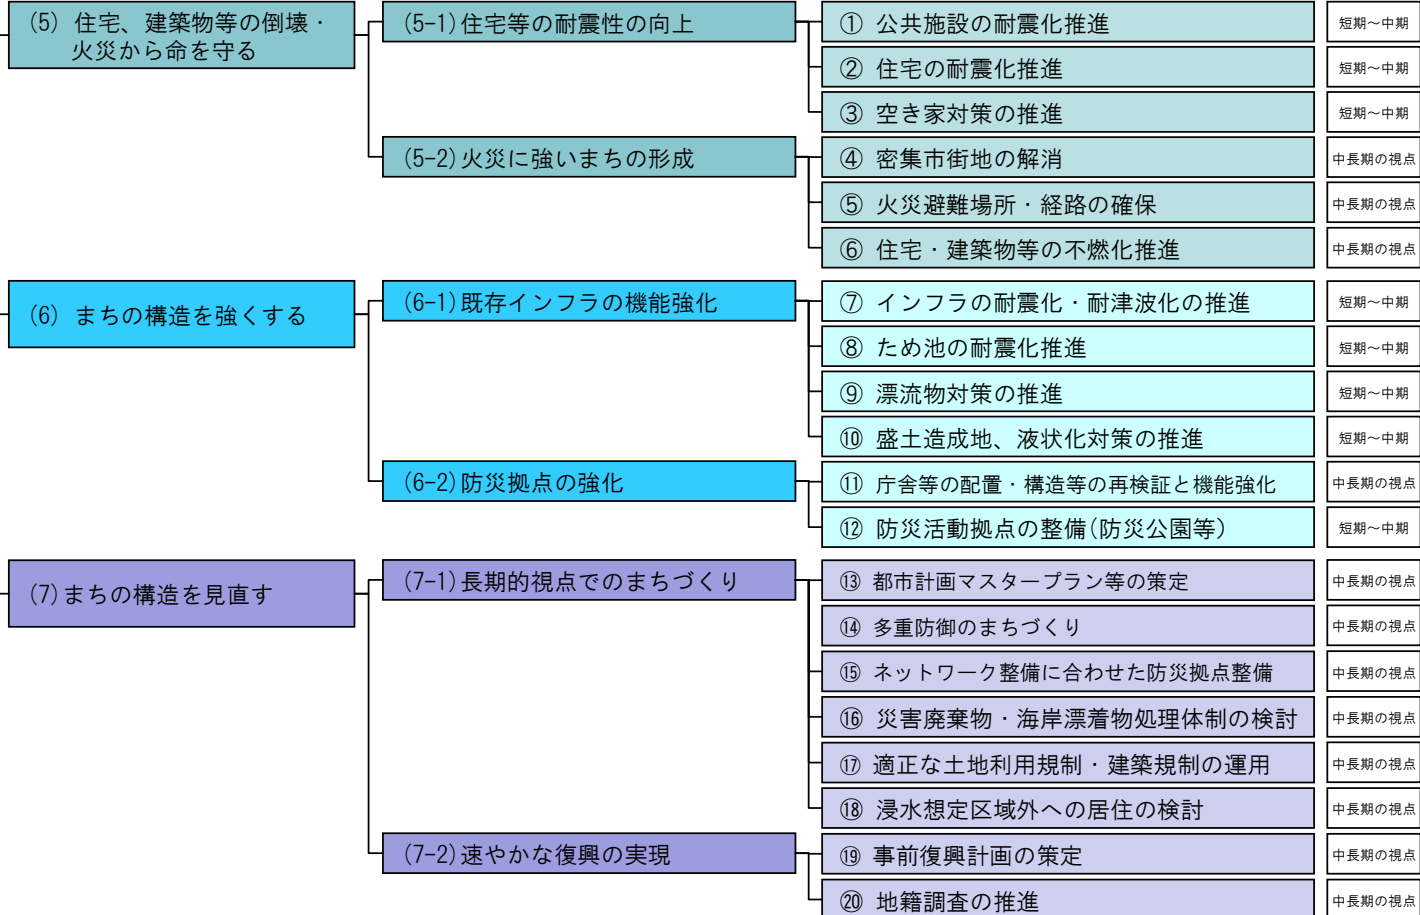 (5) 住宅、建築物等の倒壊・
火災から命を守る
(5-1)住宅等の耐震性の向上
① 公共施設の耐震化推進
短期～中期
② 住宅の耐震化推進
短期～中期
③ 空き家対策の推進
短期～中期
(5-2)火災に強いまちの形成
④ 密集市街地の解消
中長期の視点
⑤ 火災避難場所・経路の確保
中長期の視点
⑥ 住宅・建築物等の不燃化推進
中長期の視点
(6) まちの構造を強くする
(6-1)既存インフラの機能強化
⑦ インフラの耐震化・耐津波化の推進
短期～中期
⑧ ため池の耐震化推進
短期～中期
⑨ 漂流物対策の推進
短期～中期
⑩ 盛土造成地、液状化対策の推進
短期～中期
(6-2)防災拠点の強化
⑪ 庁舎等の配置・構造等の再検証と機能強化
中長期の視点
⑫ 防災活動拠点の整備(防災公園等)
短期～中期
(7)まちの構造を見直す
(7-1)長期的視点でのまちづくり
⑬ 都市計画マスタープラン等の策定
中長期の視点
⑭ 多重防御のまちづくり
中長期の視点
⑮ ネットワーク整備に合わせた防災拠点整備
中長期の視点
⑯ 災害廃棄物・海岸漂着物処理体制の検討
中長期の視点
⑰ 適正な土地利用規制・建築規制の運用
中長期の視点
⑱ 浸水想定区域外への居住の検討
中長期の視点
(7-2)速やかな復興の実現
⑲ 事前復興計画の策定
中長期の視点
⑳ 地籍調査の推進
中長期の視点